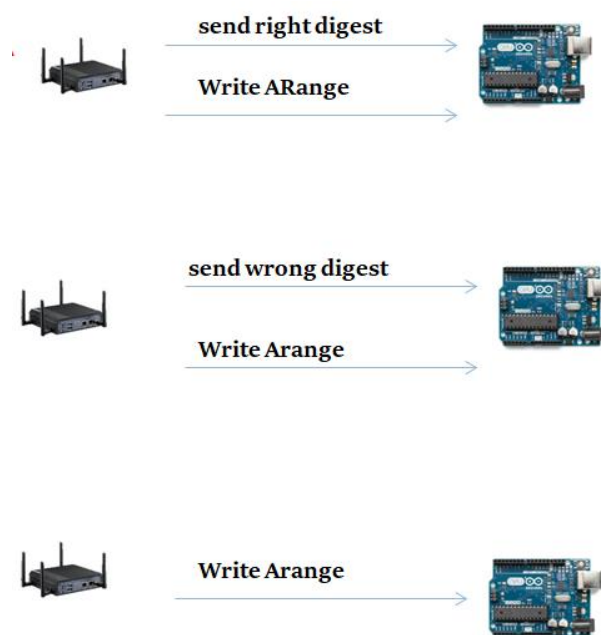 send right digest
Write ARange
send wrong digest
Write Arange
Write Arange